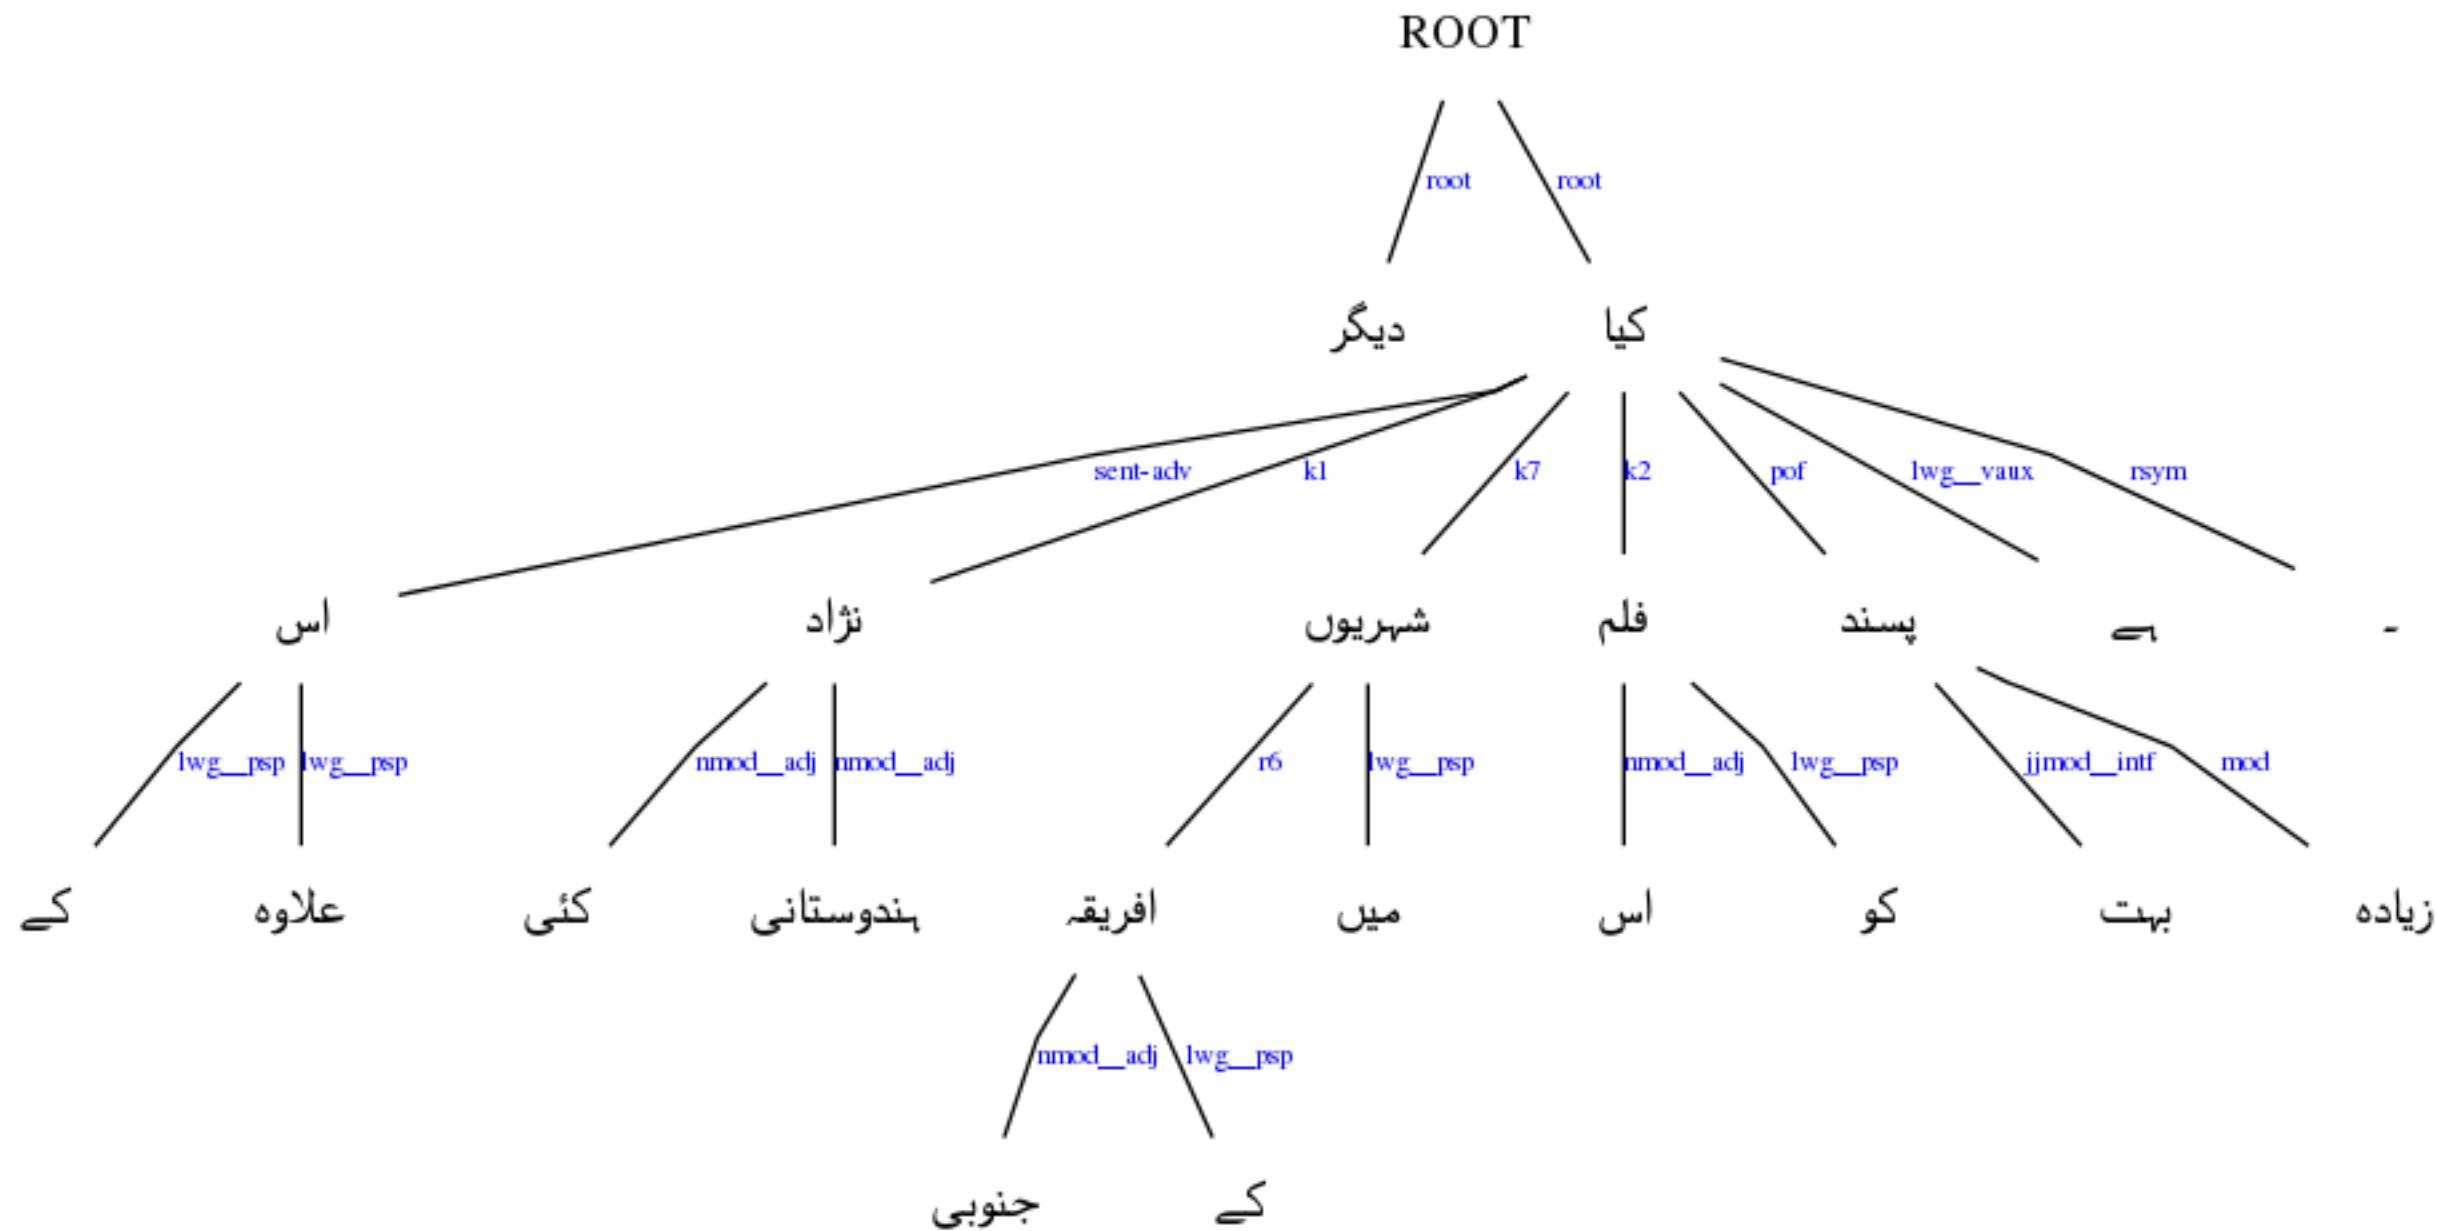 ROOT
root root
دیگر کیا
sent-adv k1 k7 k2 pof lwg__vaux rsym
اس نژاد شہریوں فلم پسند ہے ۔
lwg__psp lwg__psp nmod__adj nmod__adj r6 lwg__psp nmod__adj lwg__psp jjmod__intf mod
کے علاوہ کئی ہندوستانی افریقہ میں اس کو بہت زیادہ
nmod__adj lwg__psp
جنوبی کے